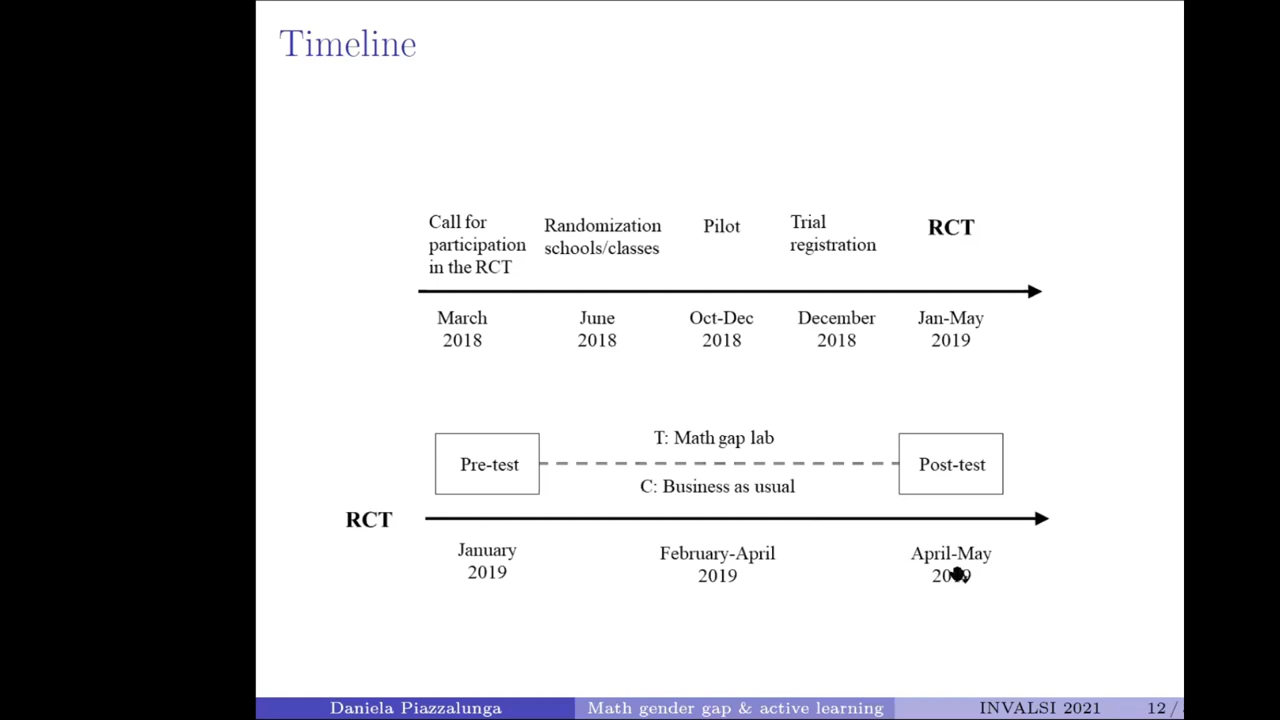 Timeline
Call for
participation
in the RCT
Randomization
schools/classes
Pilot
Trial
registration
RCT
March
2018
June
2018
Oct-Dec
2018
December
2018
Jan-May
2019
Pre-test
T: Math gap lab
C: Business as usual
Post-test
RCT
January
2019
February-April
2019
April-May
2019
Daniela Piazzalunga
Math gender gap & active learning
INVALSI 2021
12 /